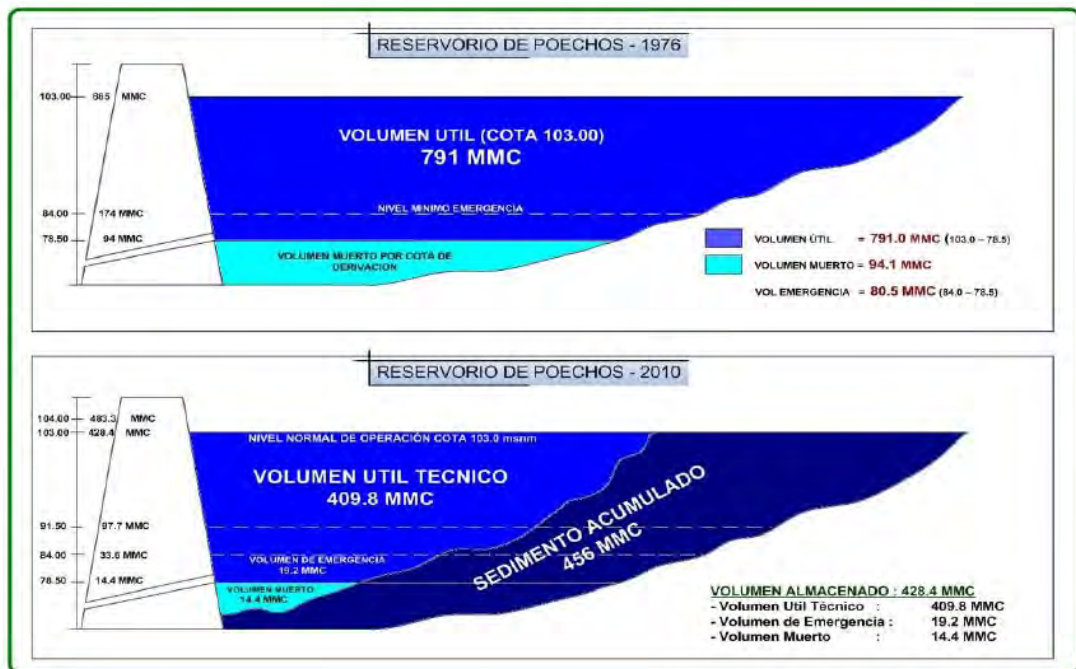 RESERVORIO DE POECHOS - 1976
103.00 665 MMC
VOLUMEN UTIL (COTA 103.00)
791 MMC
NIVEL MINIMO EMERGENCIA
84.00 174 MMC
78.50 94 MMC
VOLUMEN MUERTO POR COTA DE
DERIVACION
VOLUMEN ÚTIL = 791.0 MMC (103.0 – 78.5)
VOLUMEN MUERTO = 94.1 MMC
VOL EMERGENCIA = 80.5 MMC (84.0 – 78.5)
RESERVORIO DE POECHOS - 2010
104.00 483.3 MMC
103.00 428.4 MMC
NIVEL NORMAL DE OPERACIÓN COTA 103.0 msnm
VOLUMEN UTIL TECNICO
409.8 MMC
SEDIMENTO ACUMULADO
456 MMC
91.50 97.7 MMC
84.00 33.6 MMC
VOLUMEN DE EMERGENCIA
19.2 MMC
78.50 14.4 MMC
VOLUMEN MUERTO
14.4 MMC
VOLUMEN ALMACENADO : 428.4 MMC
- Volumen Util Técnico : 409.8 MMC
- Volumen de Emergencia : 19.2 MMC
- Volumen Muerto : 14.4 MMC